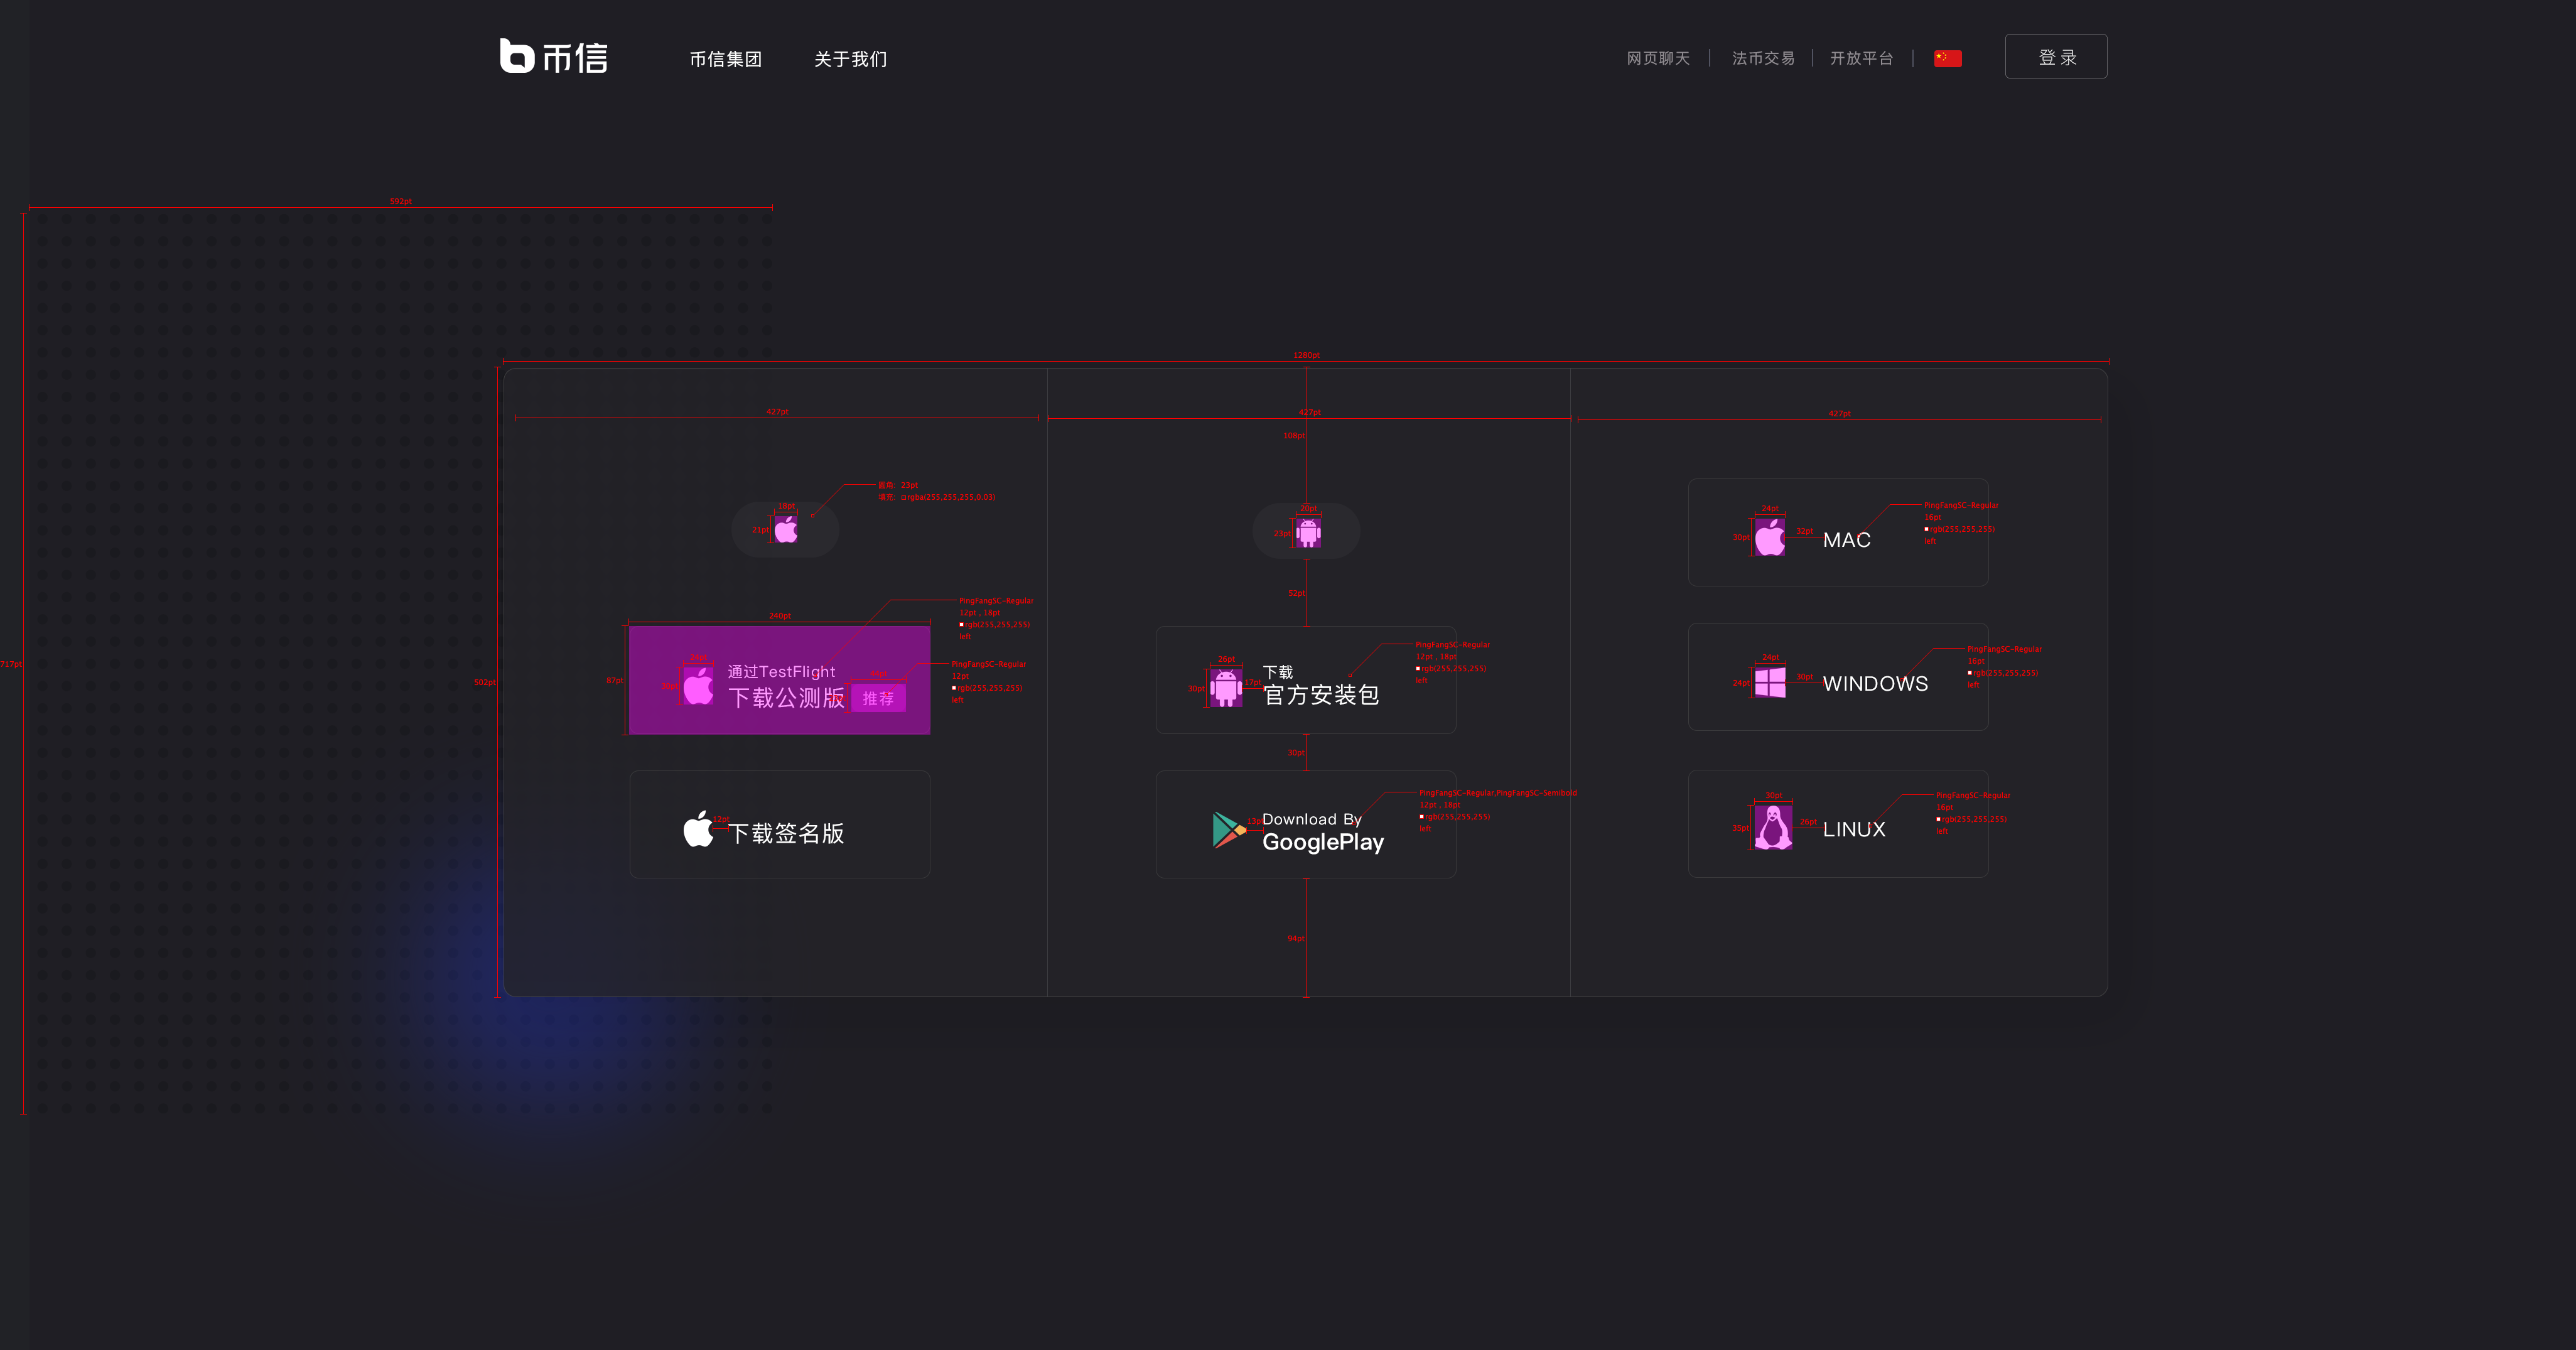 币信
币信集团
关于我们
网页聊天
法币交易
开放平台
登录
592pt
717pt
1280pt
502pt
427pt
427pt
427pt
108pt
圆角: 23pt
填充: rgba(255,255,255,0.03)
18pt
21pt
20pt
23pt
52pt
24pt
30pt
32pt
MAC
PingFangSC-Regular
16pt
rgb(255,255,255)
left
240pt
87pt
PingFangSC-Regular
12pt , 18pt
rgb(255,255,255)
left
通过TestFlight
下载公测版
推荐
44pt
30pt
PingFangSC-Regular
12pt
rgb(255,255,255)
left
26pt
30pt
17pt
下载
官方安装包
PingFangSC-Regular
12pt , 18pt
rgb(255,255,255)
left
24pt
24pt
30pt
WINDOWS
PingFangSC-Regular
16pt
rgb(255,255,255)
left
30pt
12pt
下载签名版
13pt
Download By
GooglePlay
PingFangSC-Regular,PingFangSC-Semibold
12pt , 18pt
rgb(255,255,255)
left
30pt
35pt
26pt
LINUX
PingFangSC-Regular
16pt
rgb(255,255,255)
left
94pt